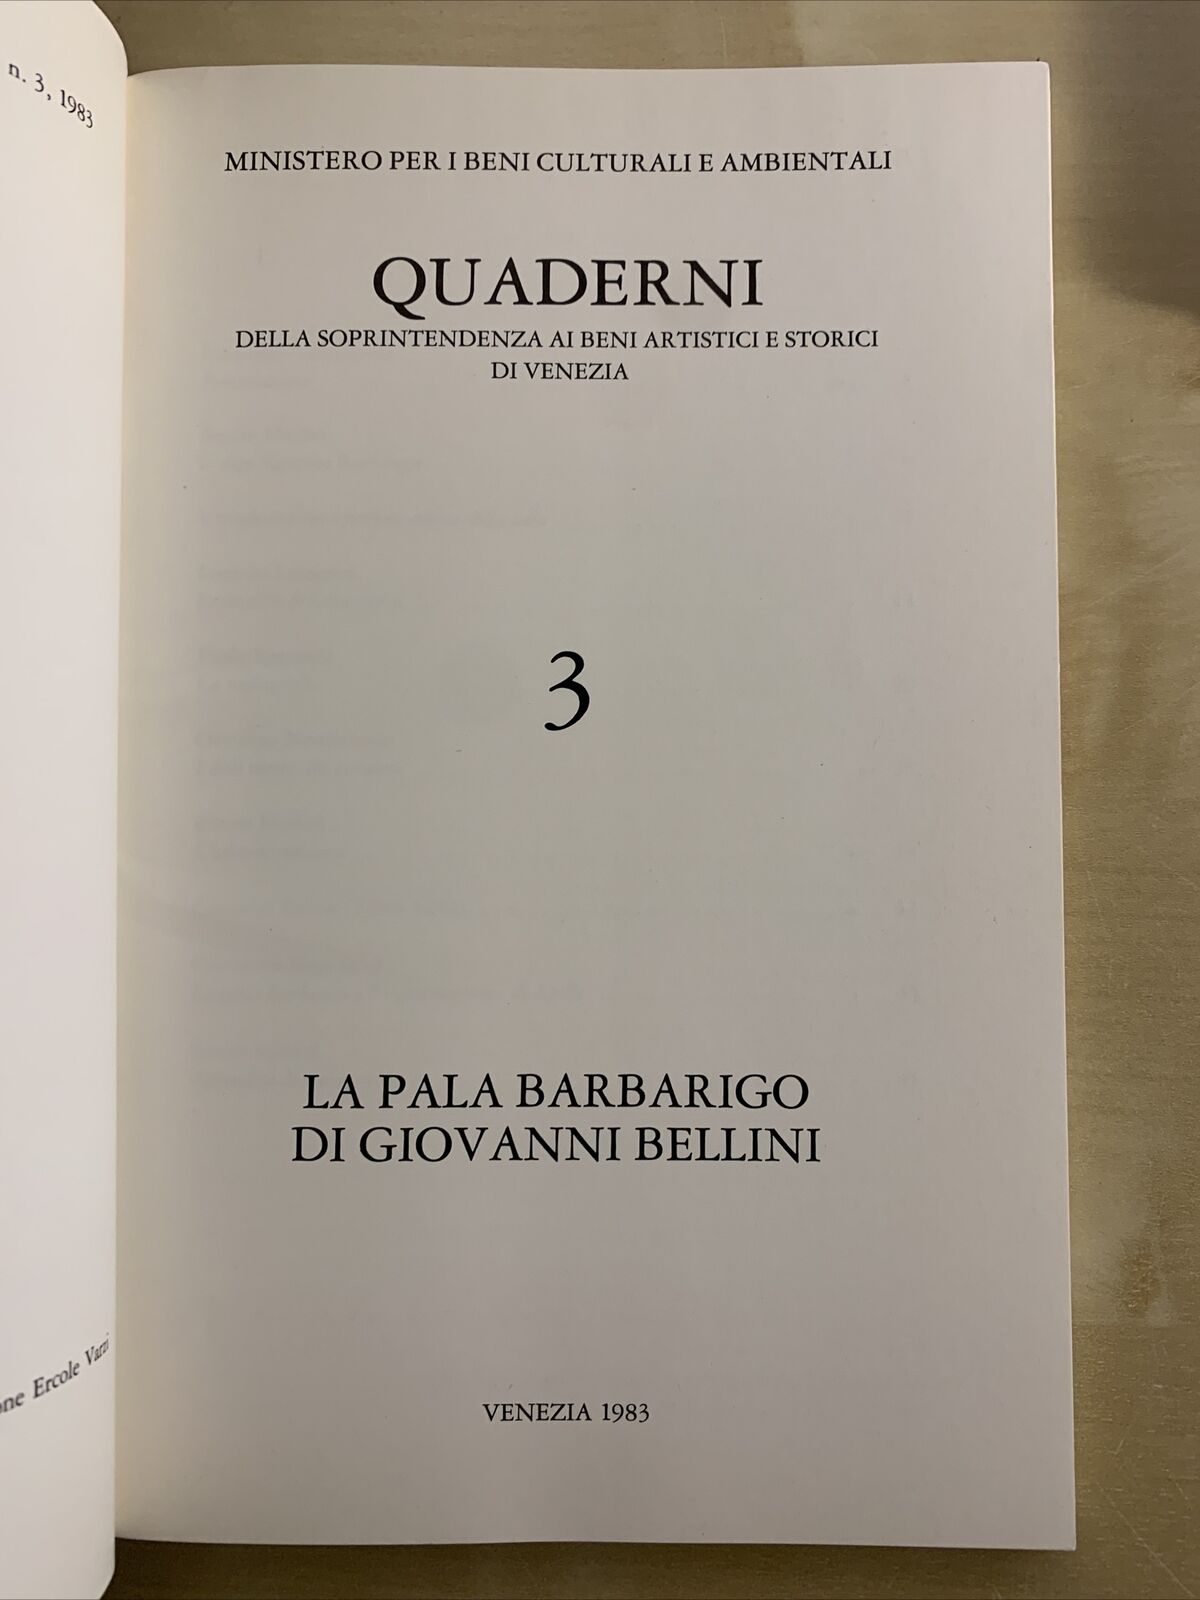 n. 3, 1983
MINISTERO PER I BENI CULTURALI E AMBIENTALI
QUADERNI
DELLA SOPRINTENDENZA AI BENI ARTISTICI E STORICI
DI VENEZIA
3
LA PALA BARBARIGO
DI GIOVANNI BELLINI
VENEZIA 1983
Ercole Varzi